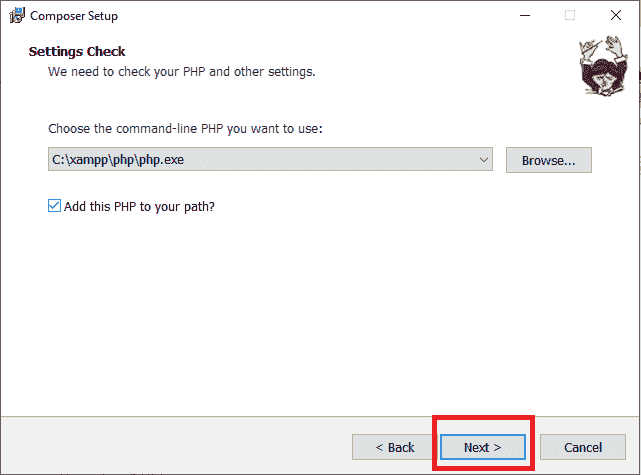 Composer Setup
Settings Check
We need to check your PHP and other settings.
Choose the command-line PHP you want to use:
C:\xampp\php\php.exe
Browse...
Add this PHP to your path?
< Back
Next >
Cancel